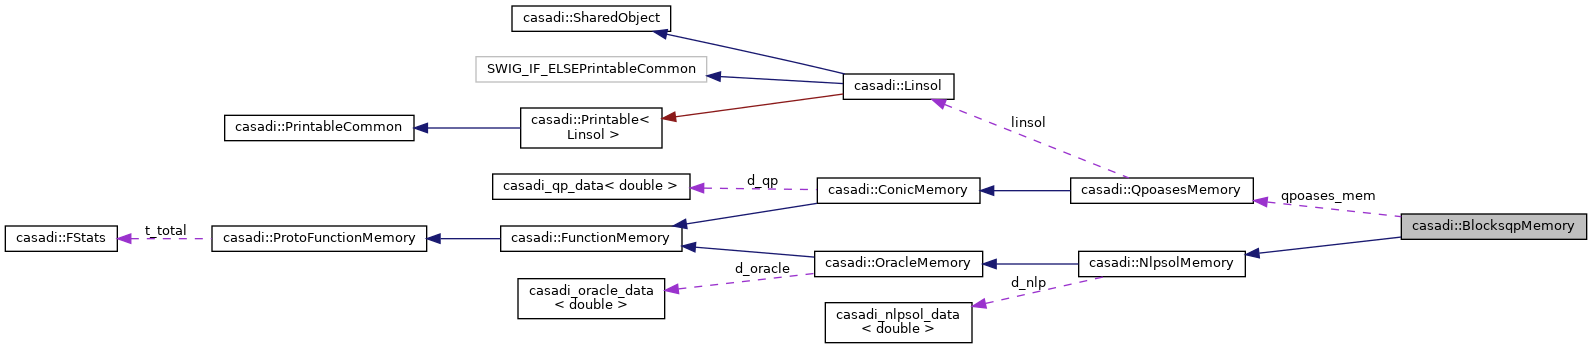 casadi::SharedObject
SWIG_IF_ELSEPrintableCommon
casadi::Linsol
casadi::Printable<
Linsol >
casadi::PrintableCommon
linsol
casadi_qp_data< double >
d_qp
casadi::ConicMemory
casadi::QpoasesMemory
qpoases_mem
casadi::BlocksqpMemory
casadi::FStats
t_total
casadi::ProtoFunctionMemory
casadi::FunctionMemory
casadi::OracleMemory
casadi::NlpsolMemory
d_oracle
casadi_oracle_data
< double >
d_nlp
casadi_nlpsol_data
< double >